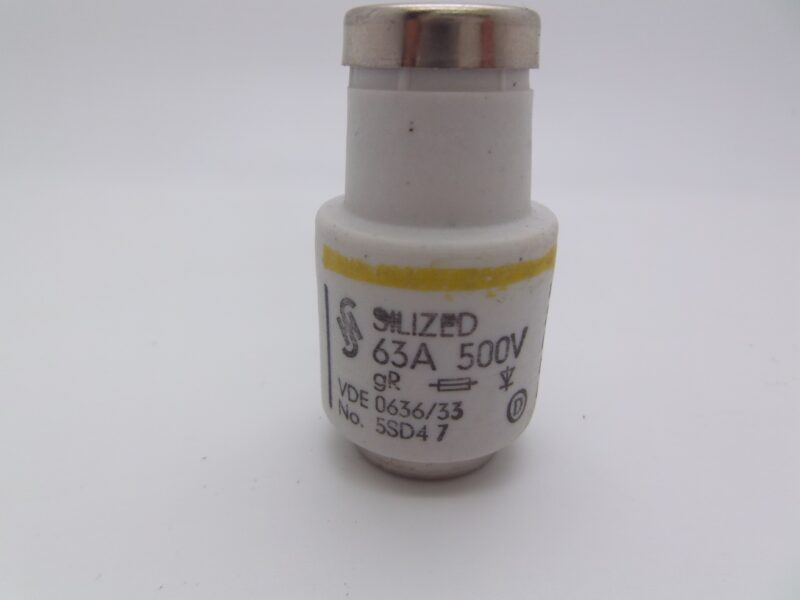 SILIZED
63A 500V
gR
VDE 0636/33
No. 5SD4 7
D